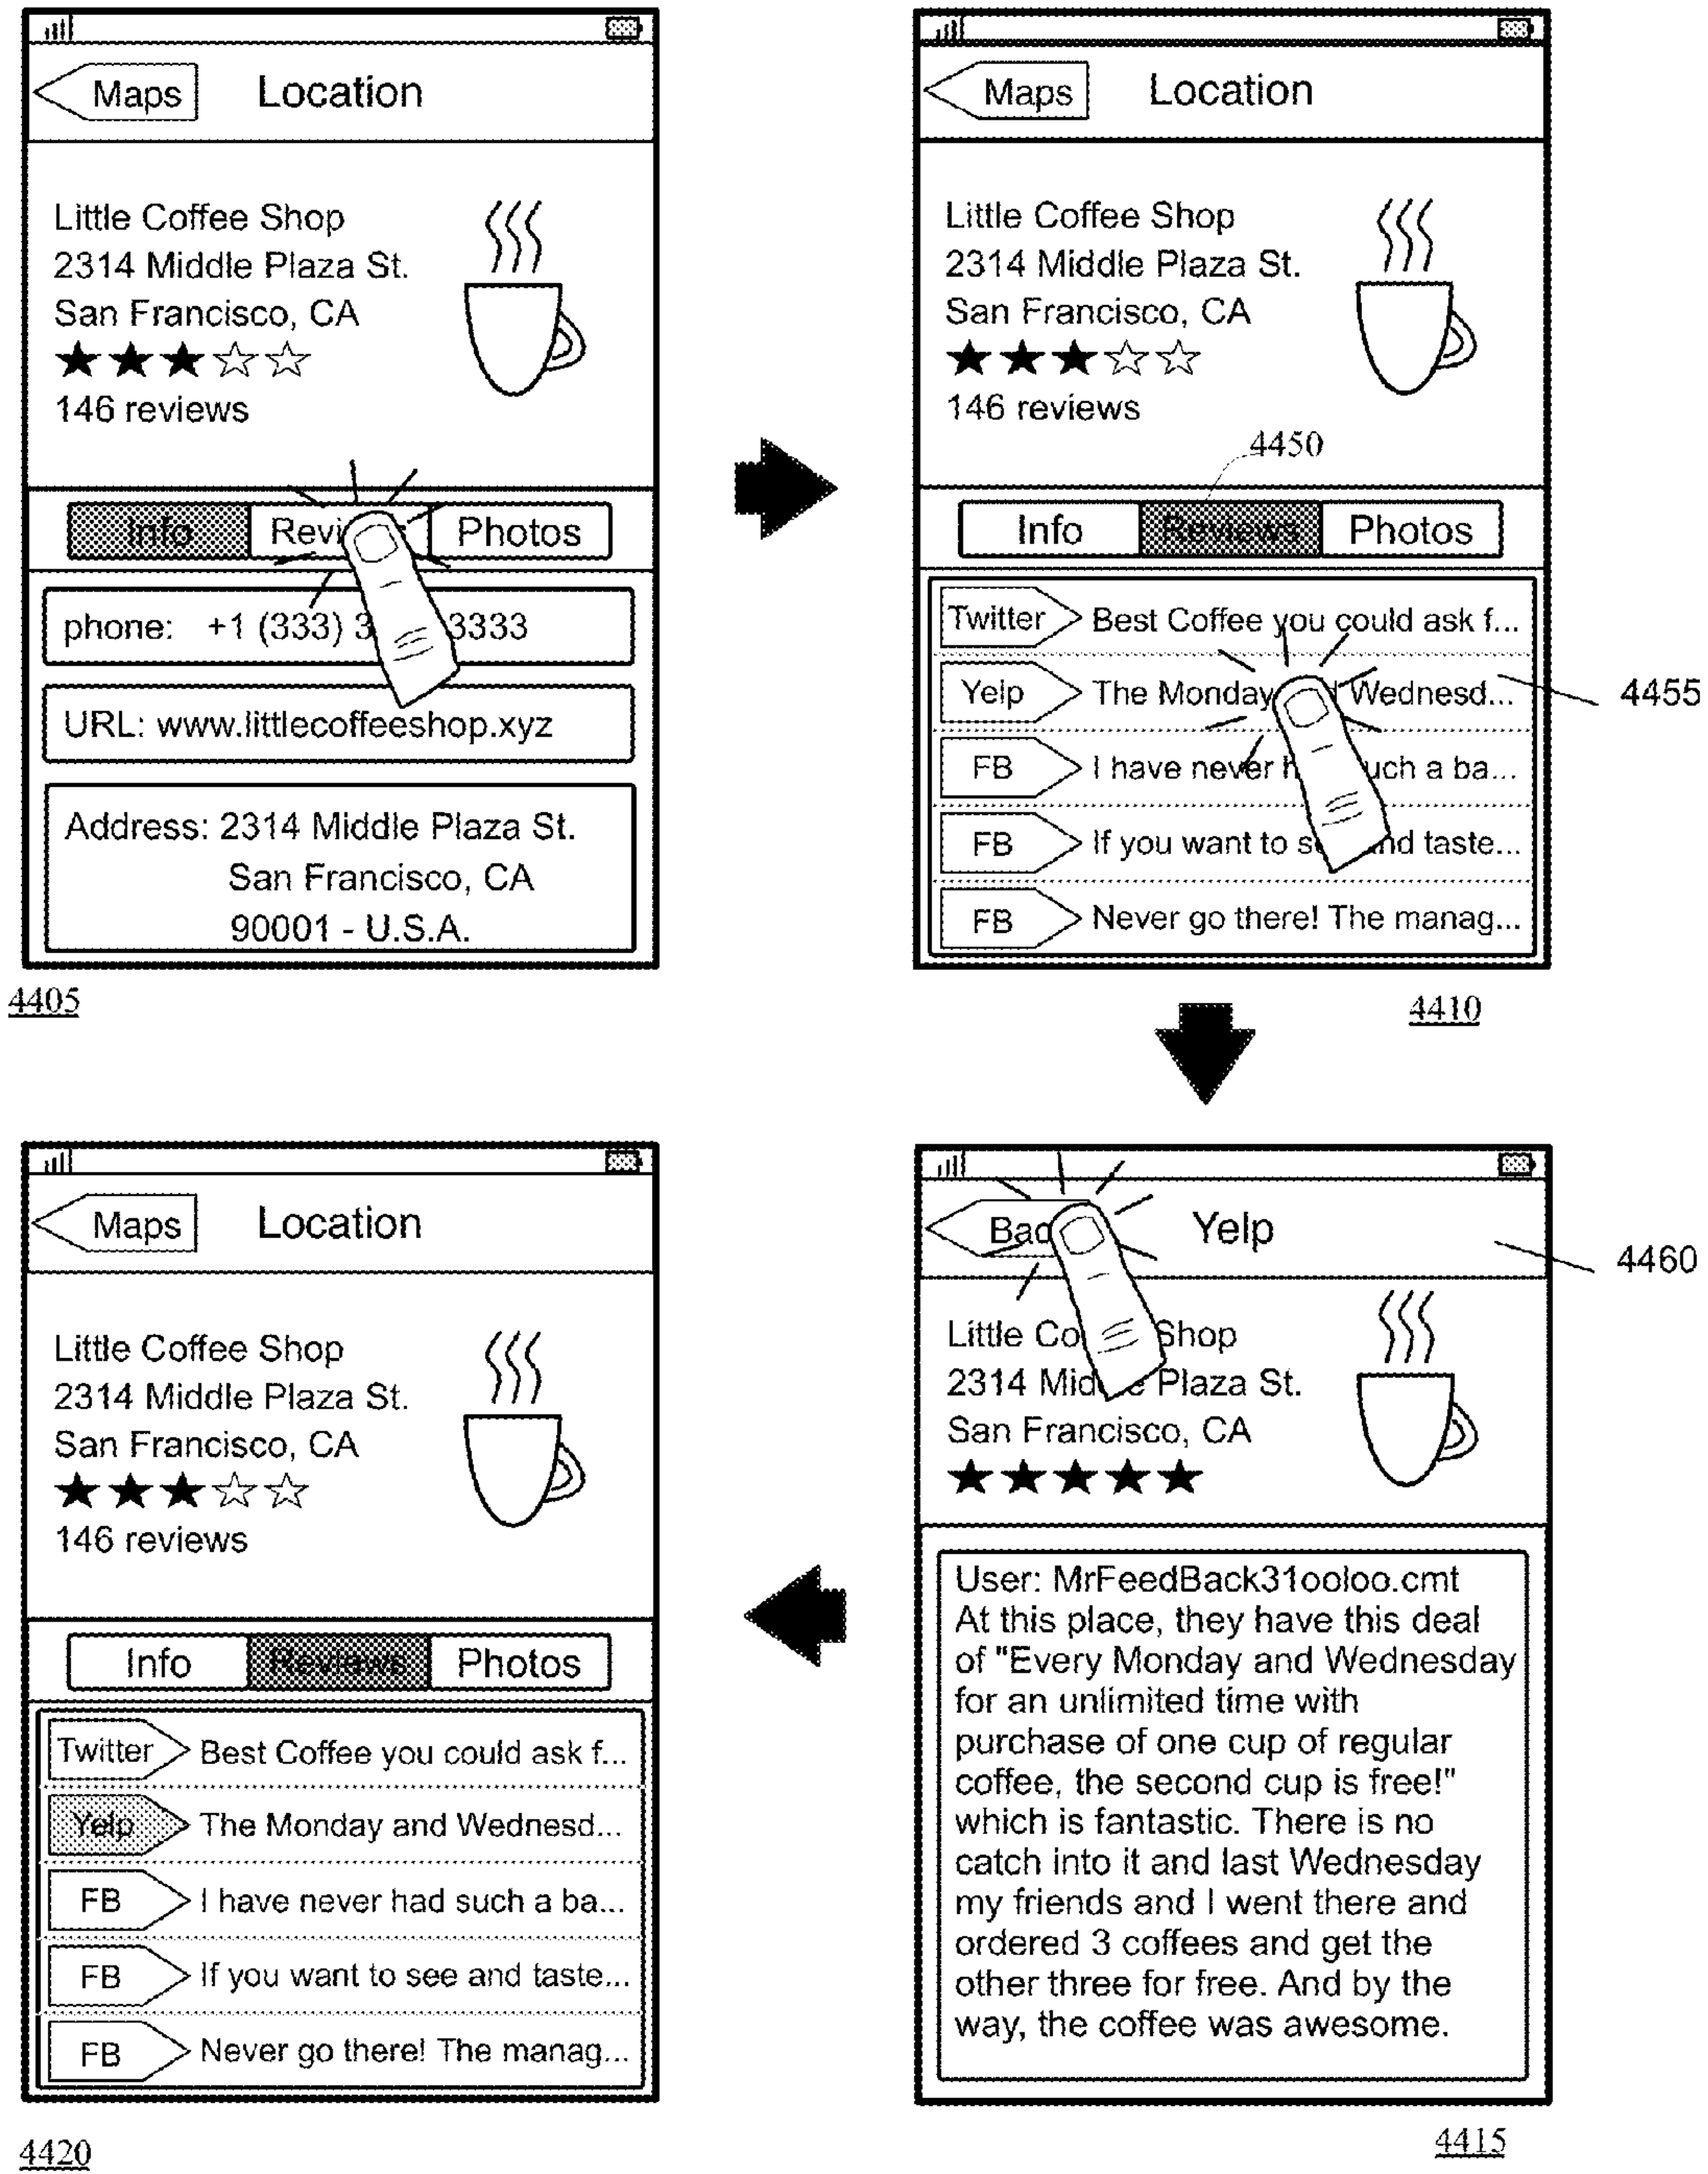 Maps Location
Little Coffee Shop
2314 Middle Plaza St.
San Francisco, CA
146 reviews
Info Photos
phone: +1 (333) 3 3333
URL: www.littlecoffeeshop.xyz
Address: 2314 Middle Plaza St.
San Francisco, CA
90001 - U.S.A.
4405
Maps Location
Little Coffee Shop
2314 Middle Plaza St.
San Francisco, CA
146 reviews
4450
Info Reviews Photos
Twitter Best Coffee you could ask f...
Yelp The Monday Wednesd...
4455
FB I have never uch a ba...
FB If you want to taste...
FB Never go there! The manag...
4410
Yelp
4460
Little Shop
2314 Plaza St.
San Francisco, CA
User: MrFeedBack31ooloo.cmt
At this place, they have this deal
of "Every Monday and Wednesday
for an unlimited time with
purchase of one cup of regular
coffee, the second cup is free!"
which is fantastic. There is no
catch into it and last Wednesday
my friends and I went there and
ordered 3 coffees and get the
other three for free. And by the
way, the coffee was awesome.
4415
Maps Location
Little Coffee Shop
2314 Middle Plaza St.
San Francisco, CA
146 reviews
Info Reviews Photos
Twitter Best Coffee you could ask f...
Yelp The Monday and Wednesd...
FB I have never had such a ba...
FB If you want to see and taste...
FB Never go there! The manag...
4420